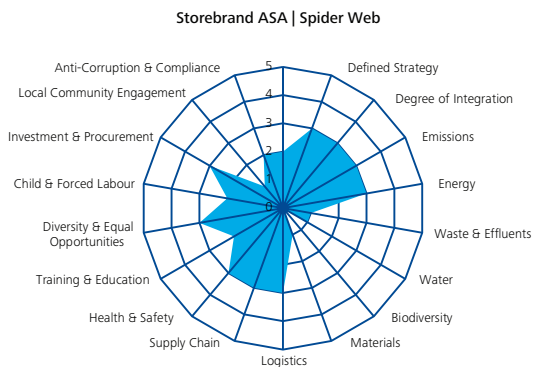 Storebrand ASA | Spider Web
Anti-Corruption & Compliance
5
Defined Strategy
Local Community Engagement
4
Degree of Integration
3
Investment & Procurement
2
Emissions
1
Child & Forced Labour
Energy
0
Diversity & Equal
Opportunities
Waste & Effluents
Training & Education
Water
Health & Safety
Biodiversity
Supply Chain
Materials
Logistics